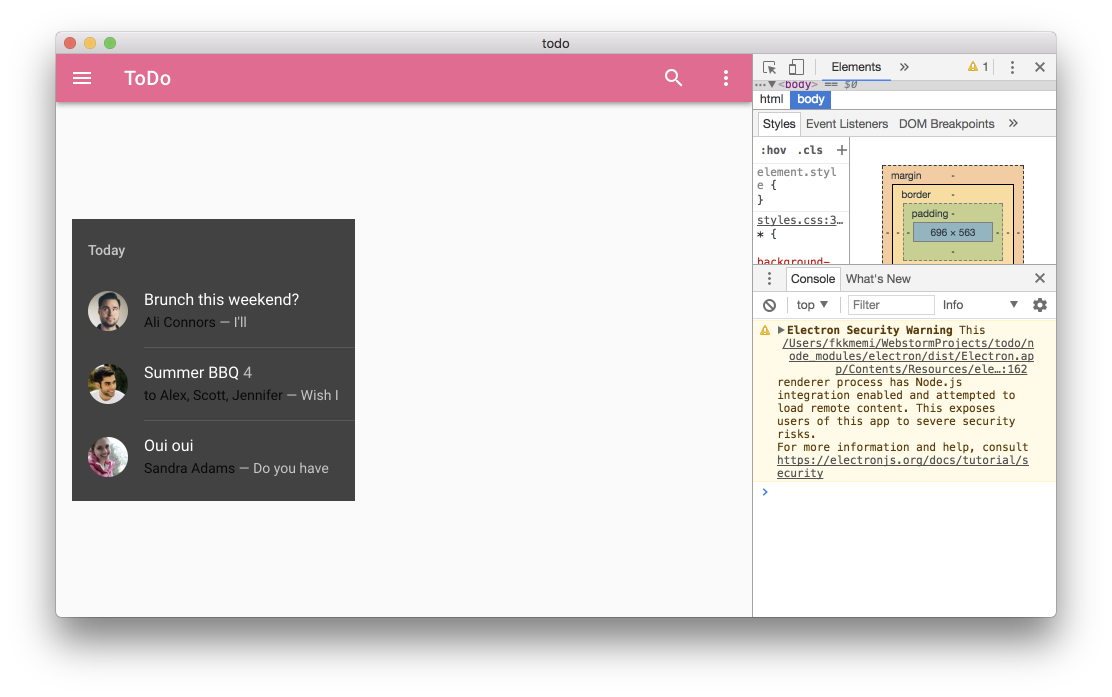 todo
ToDo
Today
Brunch this weekend?
Ali Connors — I'll
Summer BBQ 4
to Alex, Scott, Jennifer — Wish I
Oui oui
Sandra Adams — Do you have
Elements » 1
…▼<body> == $0
html body
Styles Event Listeners DOM Breakpoints »
:hov .cls +
element.styl
e {
}
styles.css:3…
* {
background-
margin -
border -
padding -
- - - 696 × 563 - - -
-
Console What's New
top ▼ Filter Info ▼
▶Electron Security Warning This
/Users/fkkmemi/WebstormProjects/todo/n
ode_modules/electron/dist/Electron.ap
p/Contents/Resources/ele…:162
renderer process has Node.js
integration enabled and attempted to
load remote content. This exposes
users of this app to severe security
risks.
For more information and help, consult
https://electronjs.org/docs/tutorial/s
ecurity
>